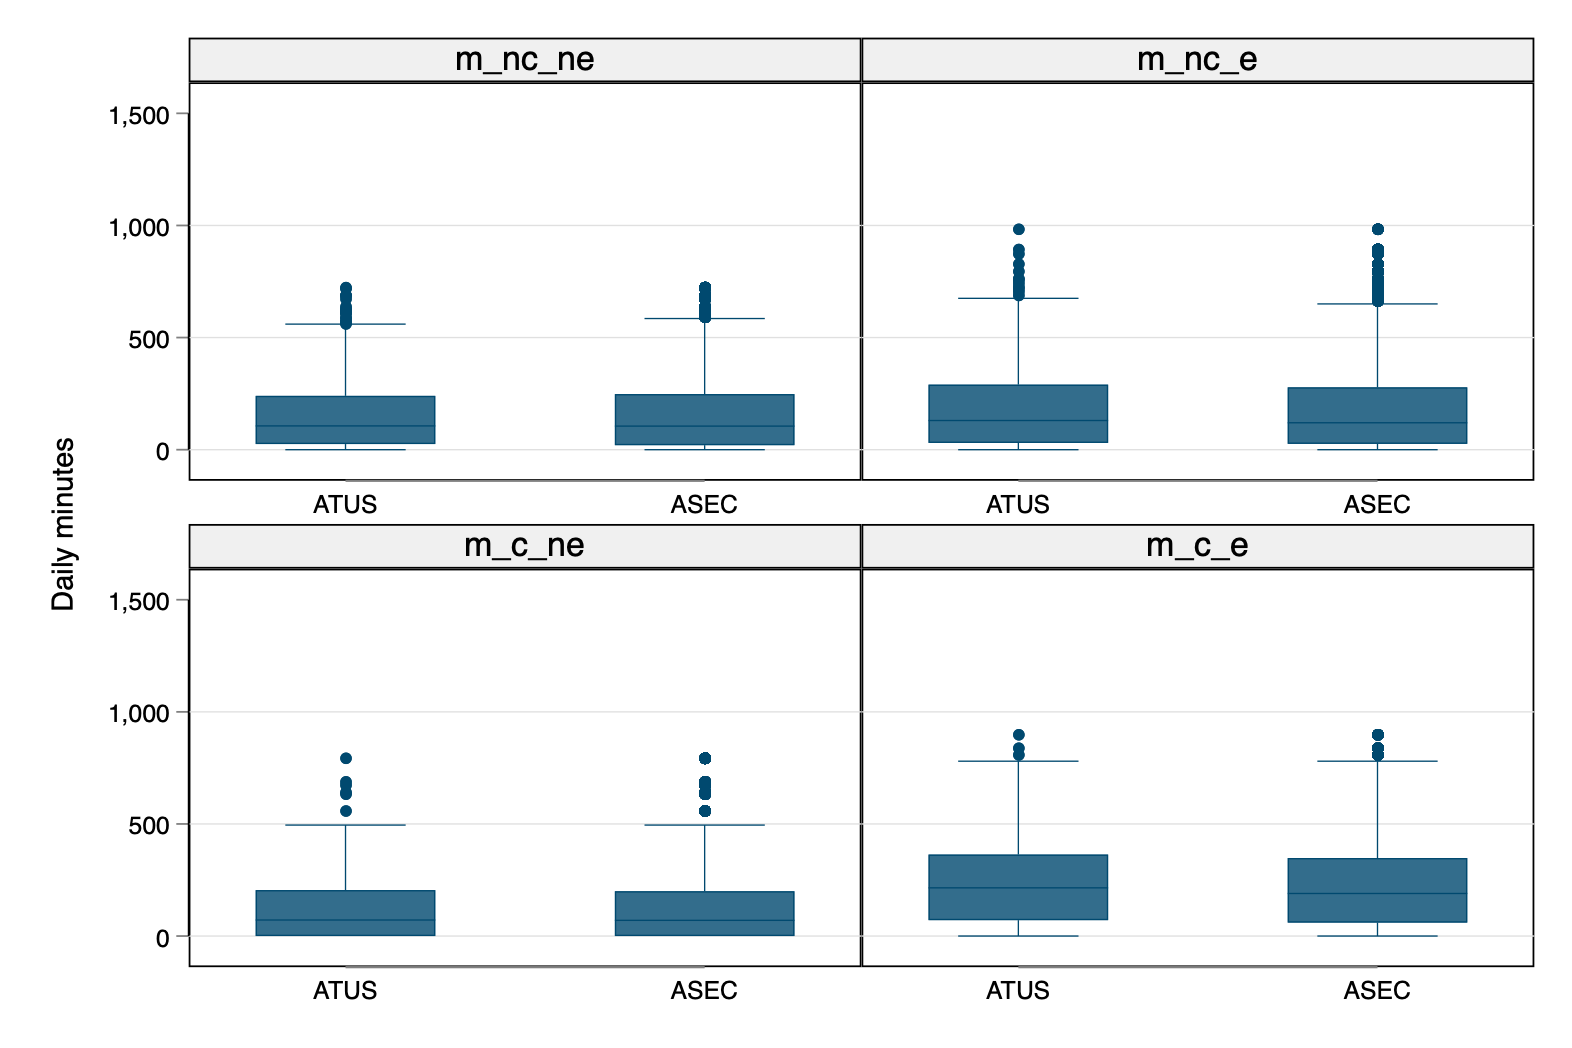 m_nc_ne
m_nc_e
1,500
1,000
500
0
ATUS
ASEC
ATUS
ASEC
Daily minutes
m_c_ne
m_c_e
1,500
1,000
500
0
ATUS
ASEC
ATUS
ASEC